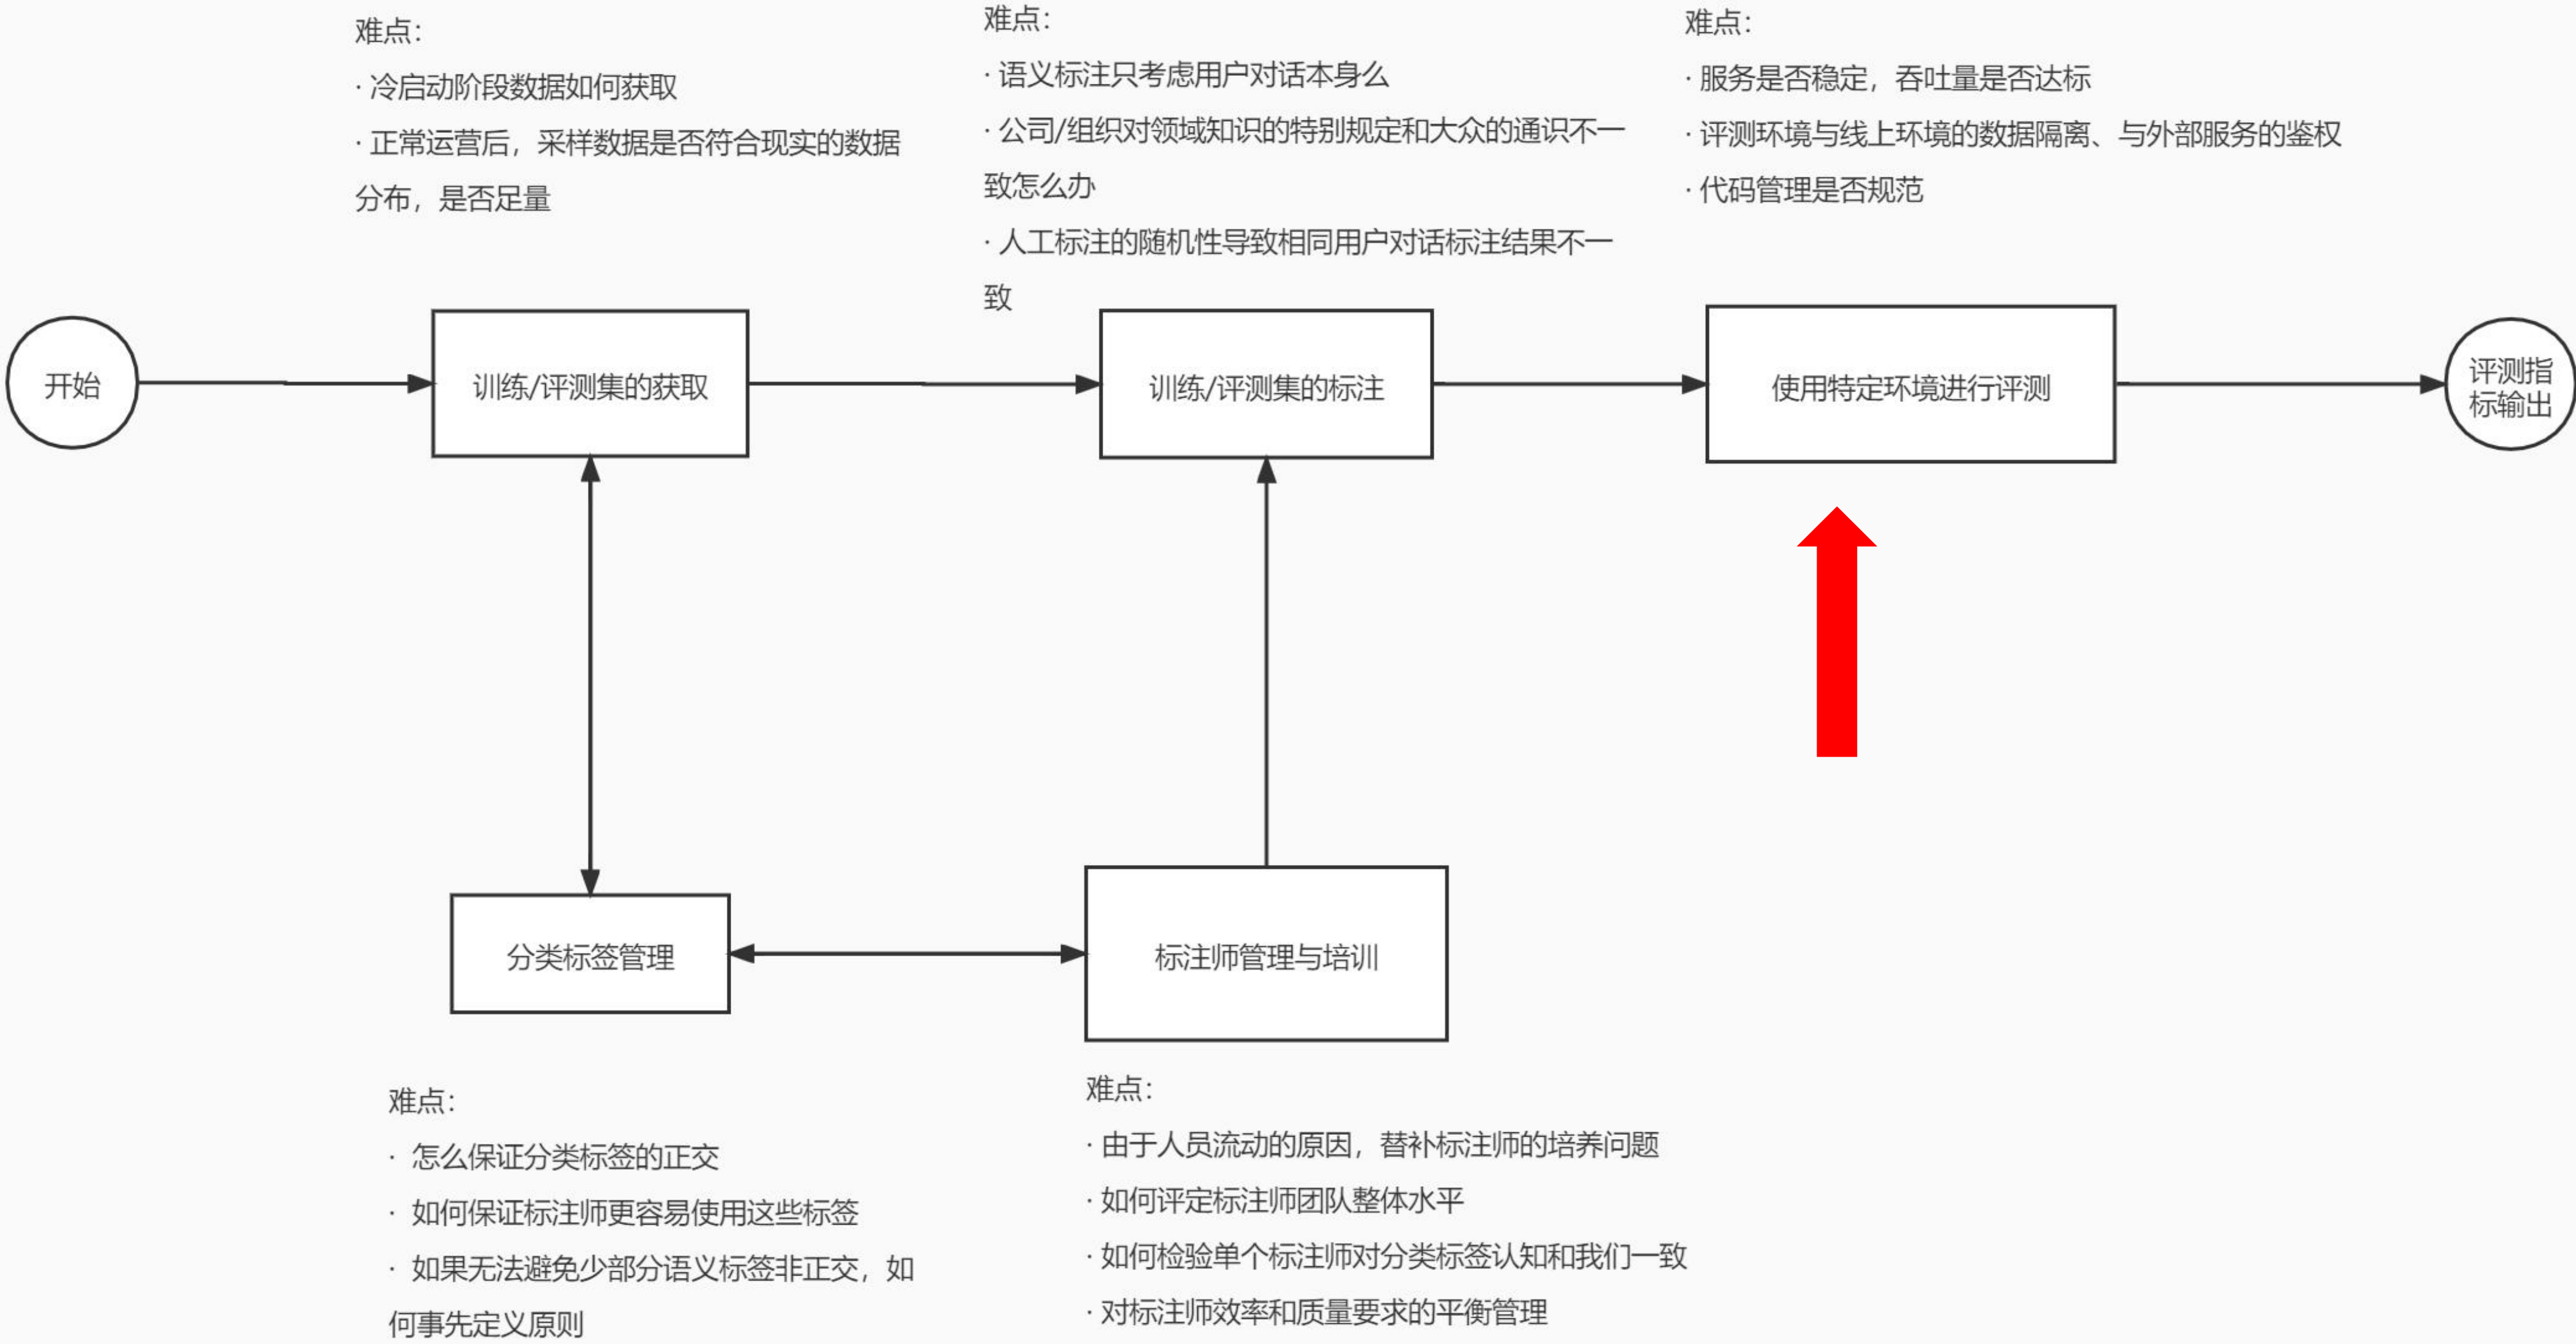 难点：
· 冷启动阶段数据如何获取
· 正常运营后，采样数据是否符合现实的数据
分布，是否足量
难点：
· 语义标注只考虑用户对话本身么
· 公司/组织对领域知识的特别规定和大众的通识不一
致怎么办
· 人工标注的随机性导致相同用户对话标注结果不一
致
难点：
· 服务是否稳定，吞吐量是否达标
· 评测环境与线上环境的数据隔离、与外部服务的鉴权
· 代码管理是否规范
开始
训练/评测集的获取
训练/评测集的标注
使用特定环境进行评测
评测指
标输出
分类标签管理
标注师管理与培训
难点：
· 怎么保证分类标签的正交
· 如何保证标注师更容易使用这些标签
· 如果无法避免少部分语义标签非正交，如
何事先定义原则
难点：
· 由于人员流动的原因，替补标注师的培养问题
· 如何评定标注师团队整体水平
· 如何检验单个标注师对分类标签认知和我们一致
· 对标注师效率和质量要求的平衡管理